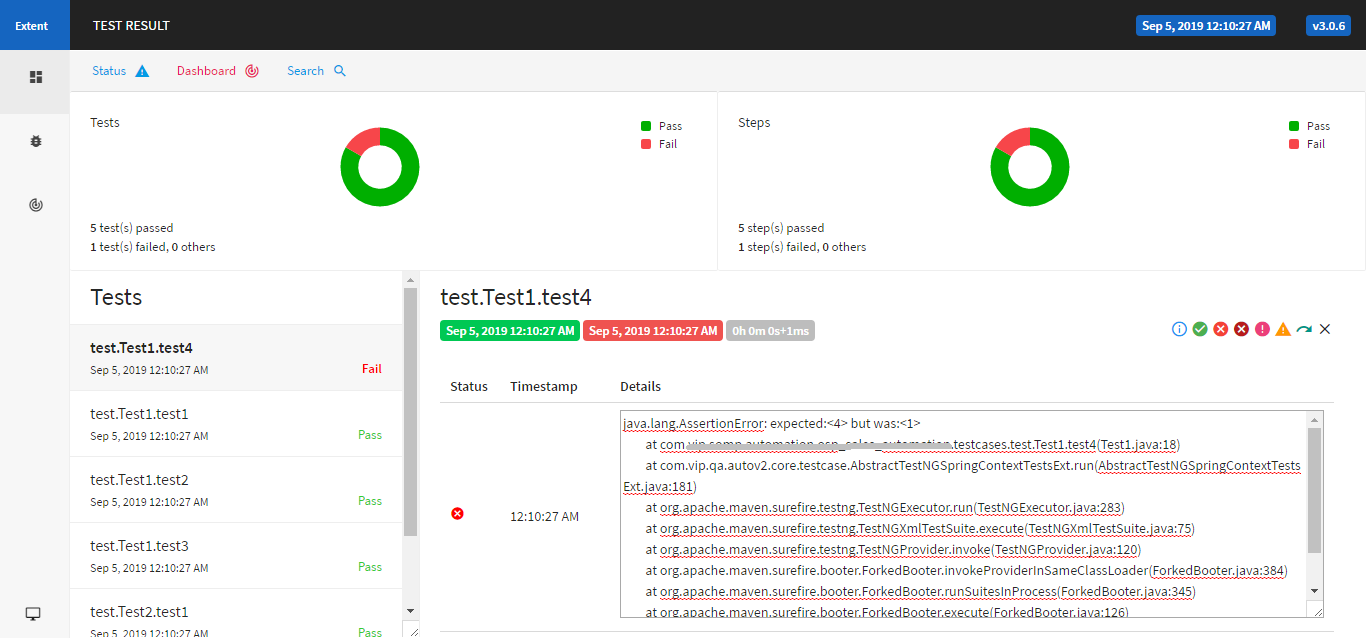 Extent
TEST RESULT
Sep 5, 2019 12:10:27 AM
v3.0.6
Status
Dashboard
Search
Tests
Pass
Fail
5 test(s) passed
1 test(s) failed, 0 others
Steps
Pass
Fail
5 step(s) passed
1 step(s) failed, 0 others
Tests
test.Test1.test4
Sep 5, 2019 12:10:27 AM
Fail
test.Test1.test1
Sep 5, 2019 12:10:27 AM
Pass
test.Test1.test2
Sep 5, 2019 12:10:27 AM
Pass
test.Test1.test3
Sep 5, 2019 12:10:27 AM
Pass
test.Test2.test1
Sep 5, 2019 12:10:27 AM
Pass
test.Test1.test4
Sep 5, 2019 12:10:27 AM
Sep 5, 2019 12:10:27 AM
0h 0m 0s+1ms
Status
Timestamp
Details
12:10:27 AM
java.lang.AssertionError: expected:<4> but was:<1>
at com. .testcases.test.Test1.test4(Test1.java:18)
at com.vip.qa.autov2.core.testcase.AbstractTestNGSpringContextTestsExt.run(AbstractTestNGSpringContextTests
Ext.java:181)
at org.apache.maven.surefire.testng.TestNGExecutor.run(TestNGExecutor.java:283)
at org.apache.maven.surefire.testng.TestNGXmlTestSuite.execute(TestNGXmlTestSuite.java:75)
at org.apache.maven.surefire.testng.TestNGProvider.invoke(TestNGProvider.java:120)
at org.apache.maven.surefire.booter.ForkedBooter.invokeProviderInSameClassLoader(ForkedBooter.java:384)
at org.apache.maven.surefire.booter.ForkedBooter.runSuitesInProcess(ForkedBooter.java:345)
at org.apache.maven.surefire.booter.ForkedBooter.execute(ForkedBooter.java:126)